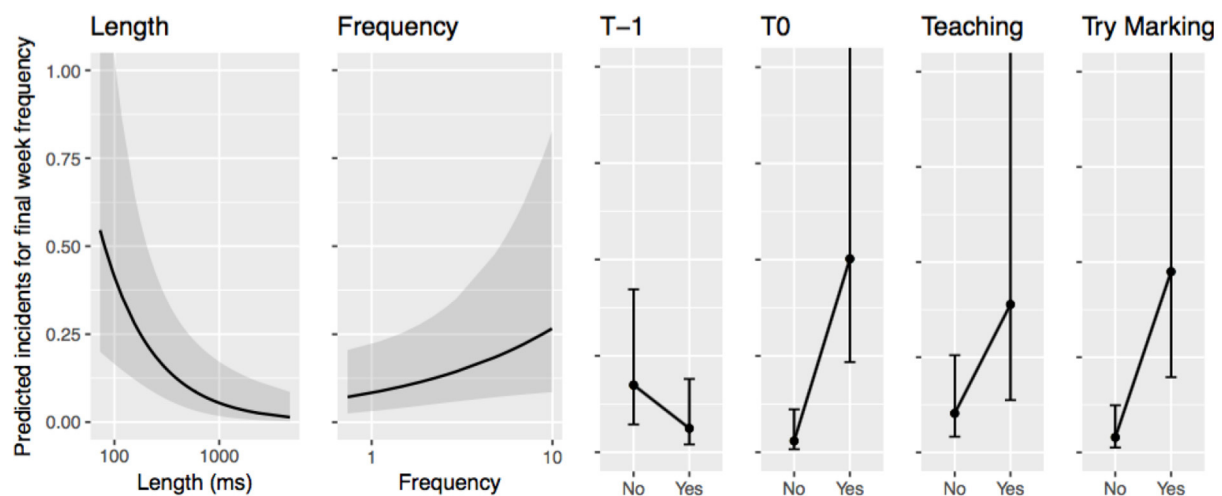 Length
Frequency
T−1
T0
Teaching
Try Marking
Predicted incidents for final week frequency
1.00
0.75
0.50
0.25
0.00
100
1000
Length (ms)
1
10
Frequency
No
Yes
No
Yes
No
Yes
No
Yes